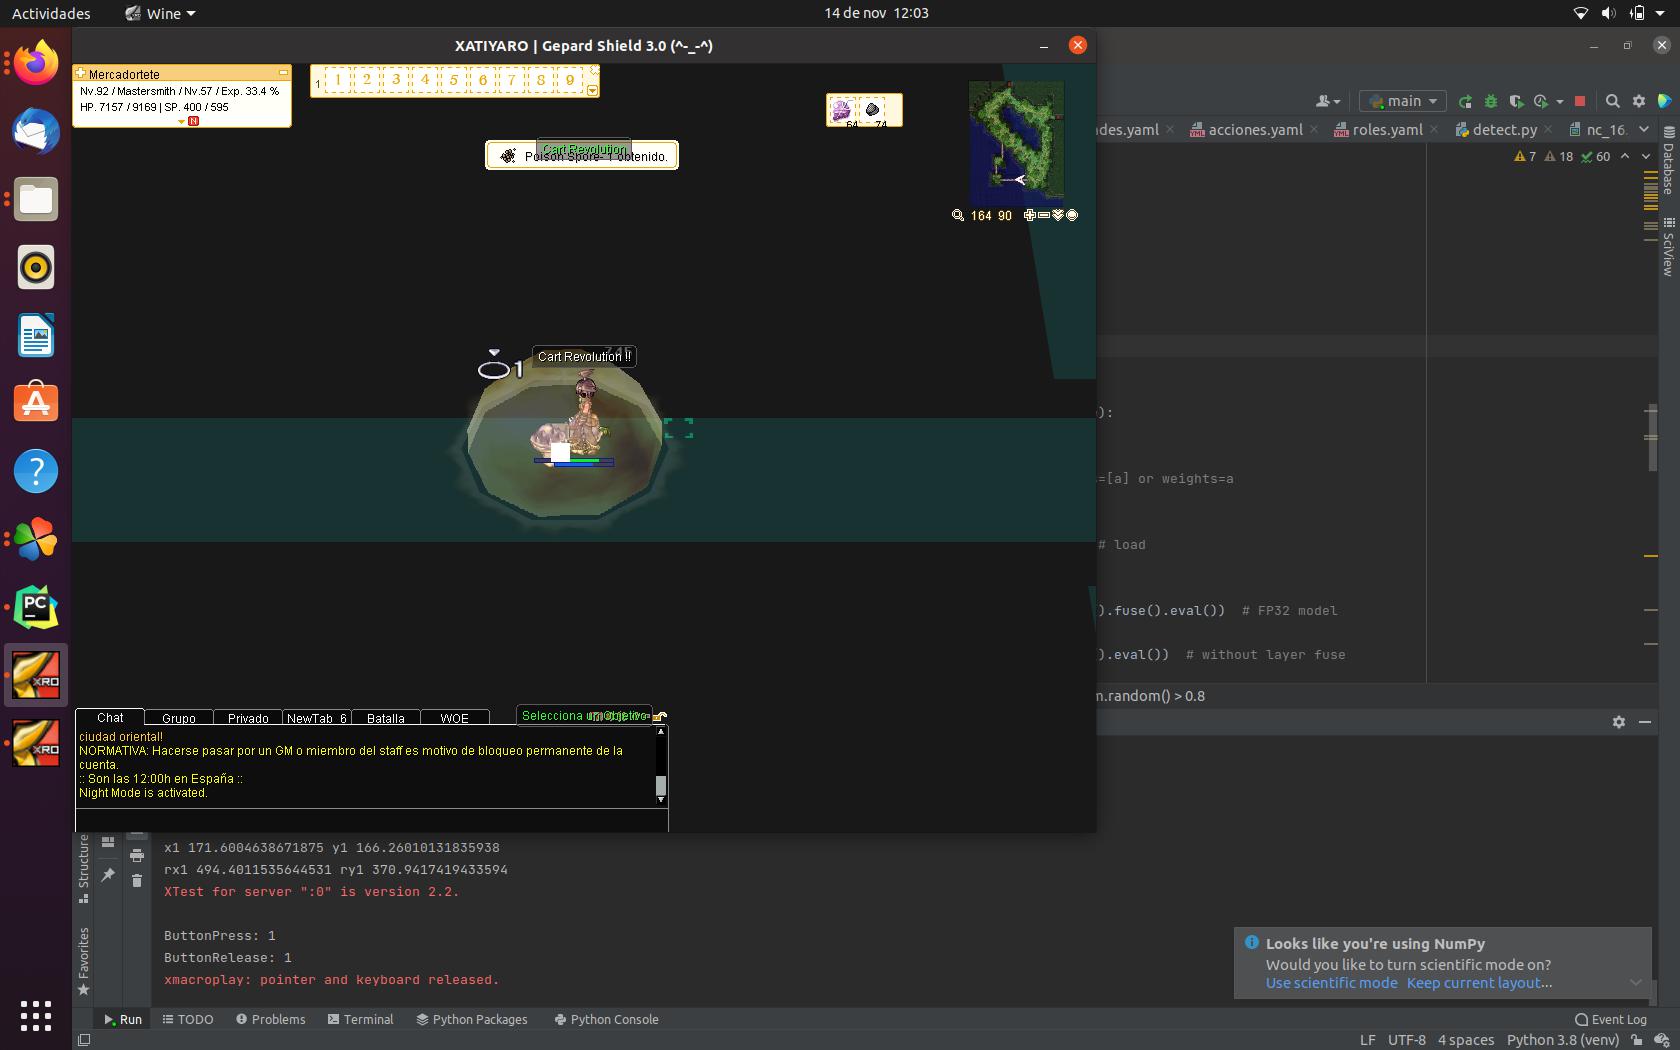 Actividades
Wine
14 de nov 12:03
XATIYARO | Gepard Shield 3.0 (^-_-^)
Mercadortete
Nv.92 / Mastersmith / Nv.57 / Exp. 33.4 %
HP. 7157 / 9169 | SP. 400 / 595
N
1
1 2 3 4 5 6 7 8 9
64 74
Cart Revolution
Poison Spore- 1 obtenido.
164 90
Cart Revolution !!
1
main
des.yaml
acciones.yaml
roles.yaml
detect.py
nc_16.
7 18 60
Database
SciView
):
=[a] or weights=a
# load
).fuse().eval()) # FP32 model
).eval()) # without layer fuse
m.random() > 0.8
PC
XRO
XRO
Chat
Grupo
Privado
NewTab 6
Batalla
WOE
Selecciona un Objetivo
ciudad oriental!
NORMATIVA: Hacerse pasar por un GM o miembro del staff es motivo de bloqueo permanente de la
cuenta.
:: Son las 12:00h en España ::
Night Mode is activated.
Structure
Favorites
x1 171.6004638671875 y1 166.26010131835938
rx1 494.4011535644531 ry1 370.9417419433594
XTest for server ":0" is version 2.2.
ButtonPress: 1
ButtonRelease: 1
xmacroplay: pointer and keyboard released.
Looks like you're using NumPy
Would you like to turn scientific mode on?
Use scientific mode Keep current layout...
Run
TODO
Problems
Terminal
Python Packages
Python Console
Event Log
LF UTF-8 4 spaces Python 3.8 (venv)